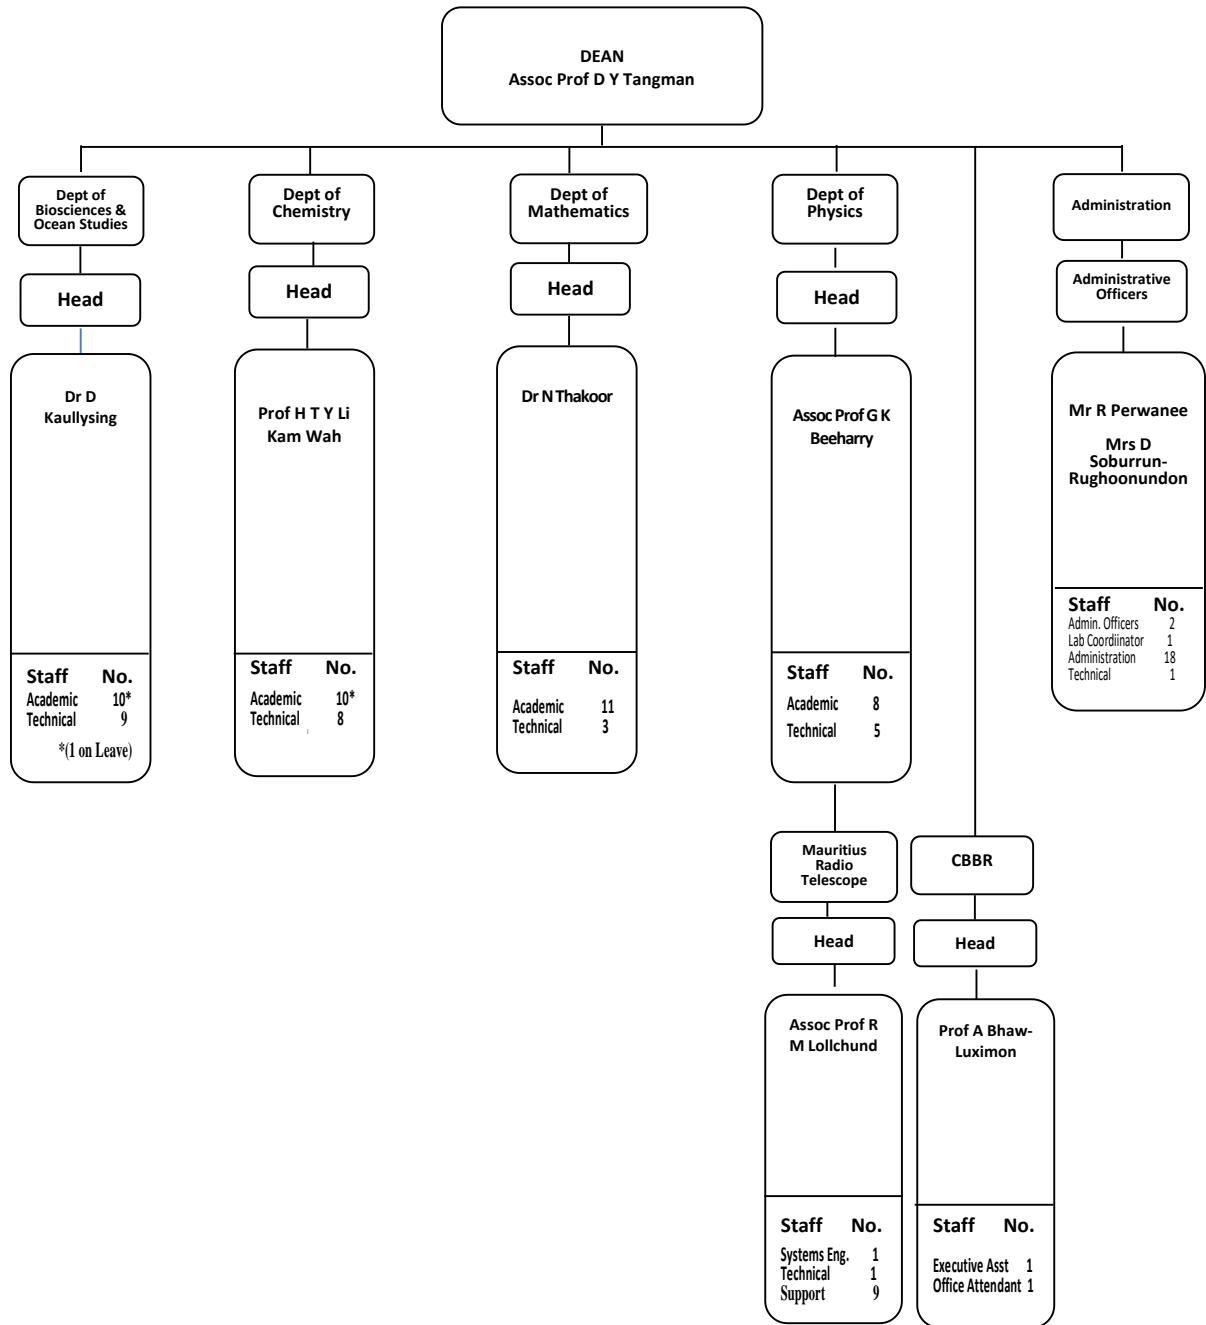 DEAN
Assoc Prof D Y Tangman
Dept of
Biosciences &
Ocean Studies
Head
Dr D
Kaullysing
Staff No.
Academic 10*
Technical 9
*(1 on Leave)
Dept of
Chemistry
Head
Prof H T Y Li
Kam Wah
Staff No.
Academic 10*
Technical 8
Dept of
Mathematics
Head
Dr N Thakoor
Staff No.
Academic 11
Technical 3
Dept of
Physics
Head
Assoc Prof G K
Beeharry
Staff No.
Academic 8
Technical 5
Mauritius
Radio
Telescope
Head
Assoc Prof R
M Lollchund
Staff No.
Systems Eng. 1
Technical 1
Support 9
CBBR
Head
Prof A Bhaw-
Luximon
Staff No.
Executive Asst 1
Office Attendant 1
Administration
Administrative
Officers
Mr R Perwanee
Mrs D
Soburrun-
Rughoonundon
Staff No.
Admin. Officers 2
Lab Coordiinator 1
Administration 18
Technical 1